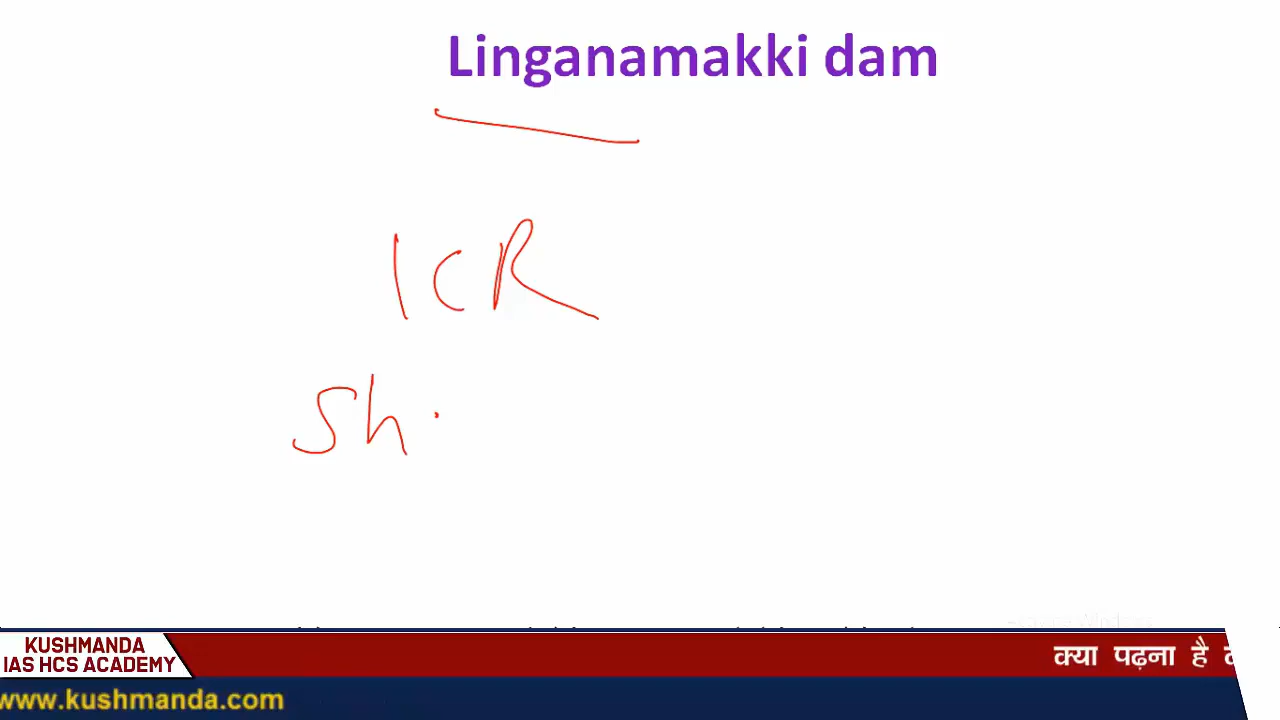 Linganamakki dam
ICR
Sh
KUSHMANDA
IAS HCS ACADEMY
क्या पढ़ना है
www.kushmanda.com